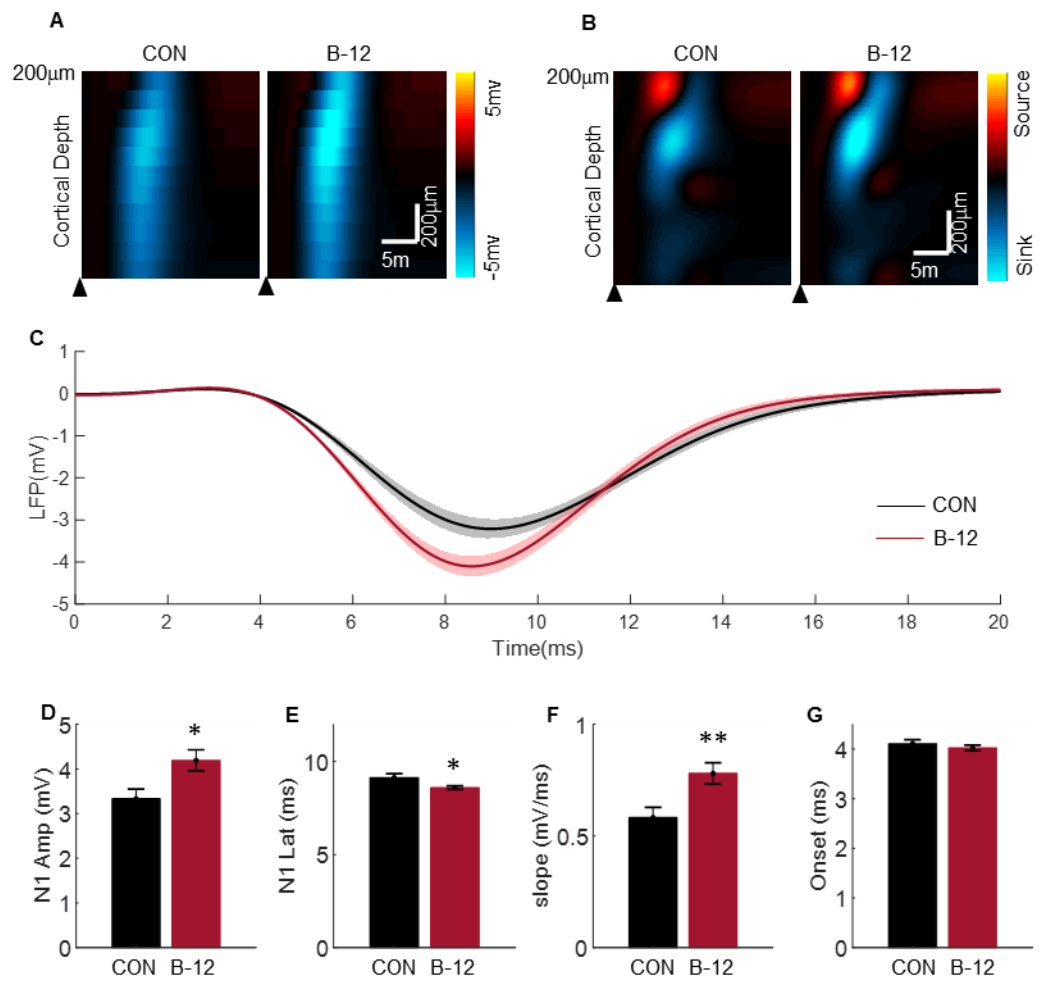 A
CON
B-12
200μm
Cortical Depth
5m
200μm
5mv
-5mv
B
CON
B-12
200μm
Cortical Depth
5m
200μm
Source
Sink
C
1
0
-1
-2
-3
-4
-5
LFP(mV)
CON
B-12
0 2 4 6 8 10 12 14 16 18 20
Time(ms)
D
5
4
3
2
1
0
N1 Amp (mV)
*
CON B-12
E
10
0
N1 Lat (ms)
*
CON B-12
F
1
0.5
0
slope (mV/ms)
**
CON B-12
G
4
3
2
1
0
Onset (ms)
CON B-12